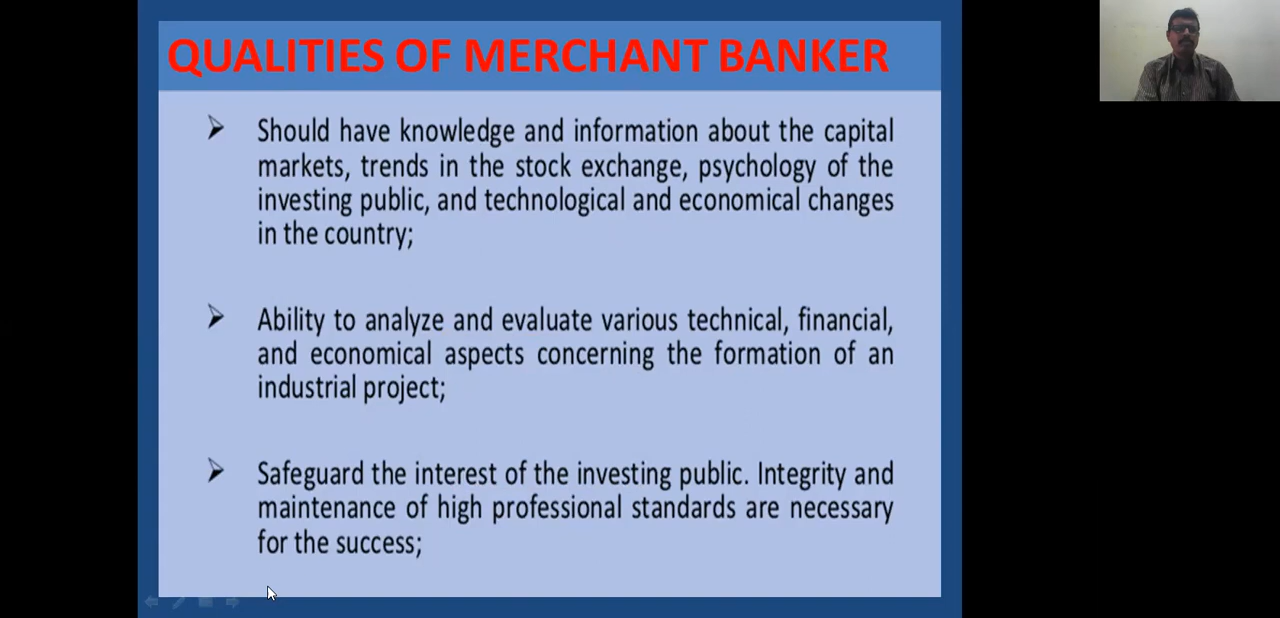 QUALITIES OF MERCHANT BANKER
Should have knowledge and information about the capital
markets, trends in the stock exchange, psychology of the
investing public, and technological and economical changes
in the country;
Ability to analyze and evaluate various technical, financial,
and economical aspects concerning the formation of an
industrial project;
Safeguard the interest of the investing public. Integrity and
maintenance of high professional standards are necessary
for the success;